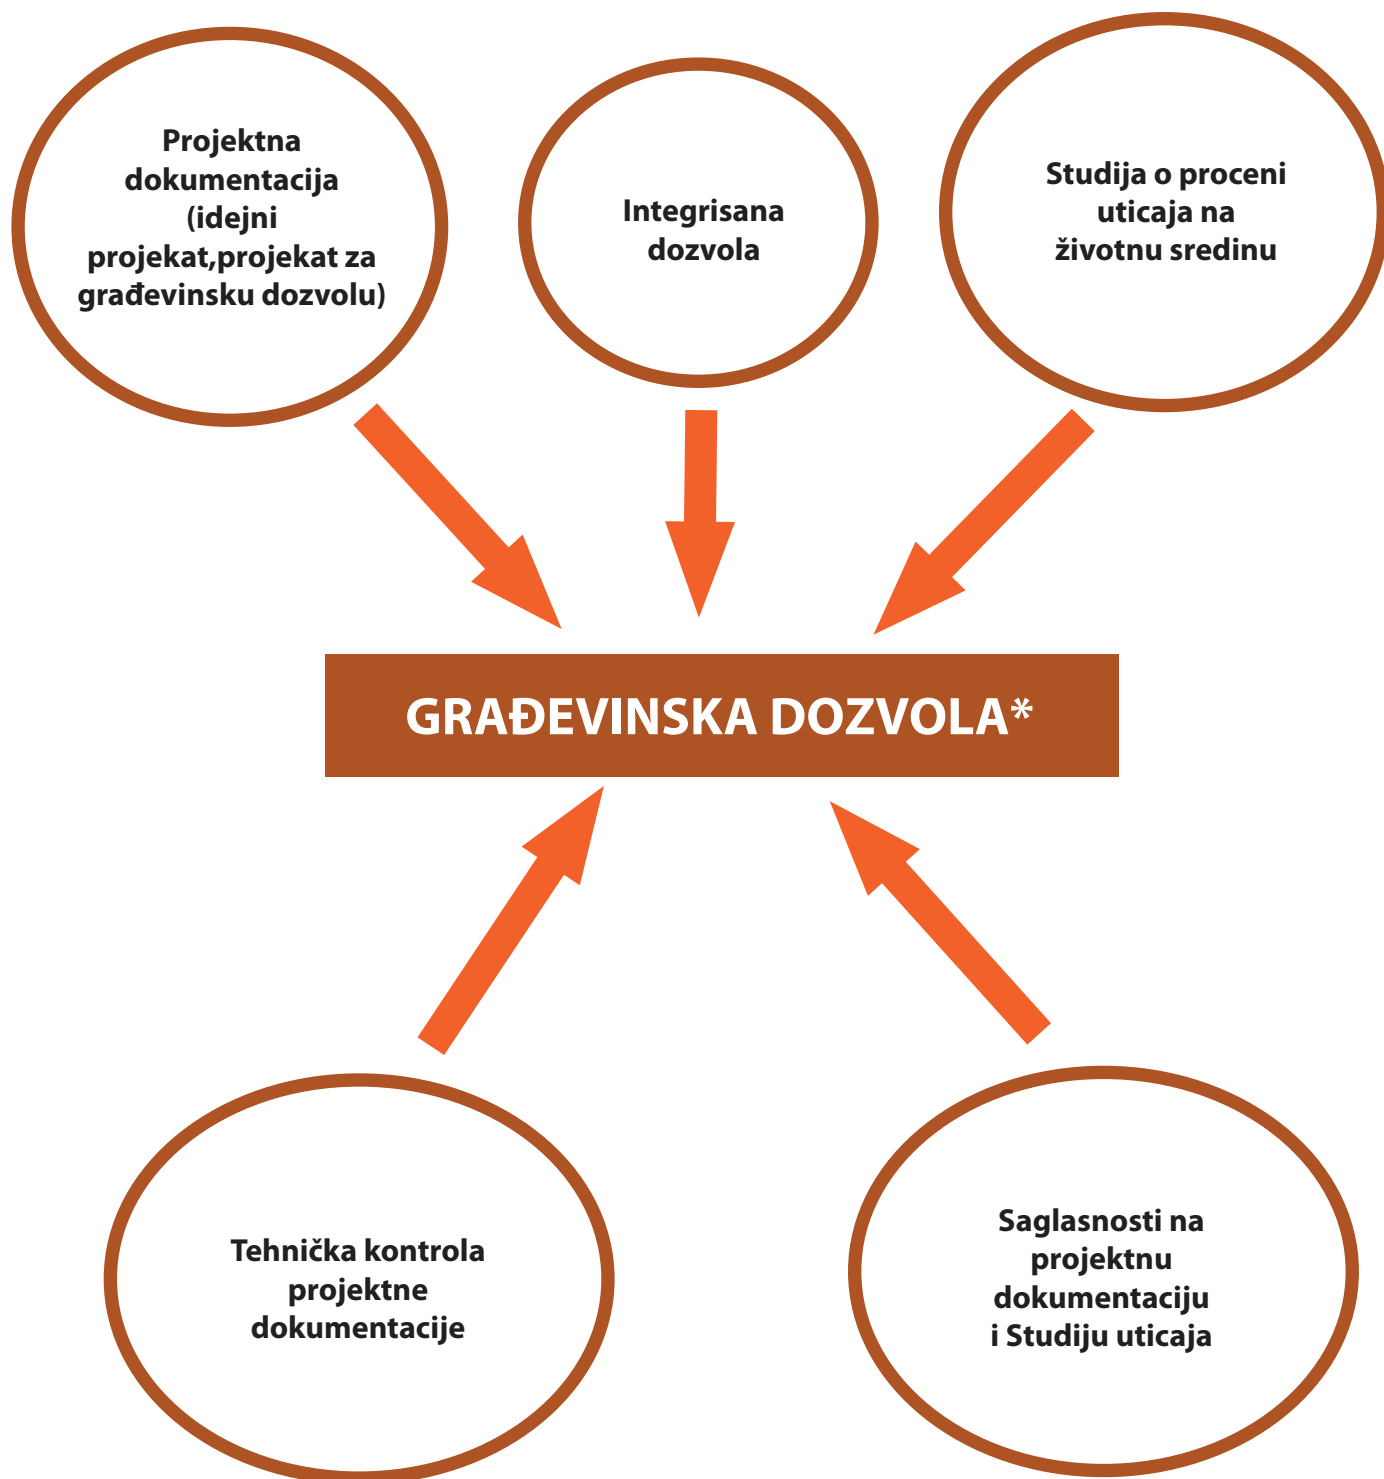 Projektna
dokumentacija
(idejni
projekat,projekat za
građevinsku dozvolu)
Integrisana
dozvola
Studija o proceni
uticaja na
životnu sredinu
GRAĐEVINSKA DOZVOLA*
Tehnička kontrola
projektne
dokumentacije
Saglasnosti na
projektnu
dokumentaciju
i Studiju uticaja